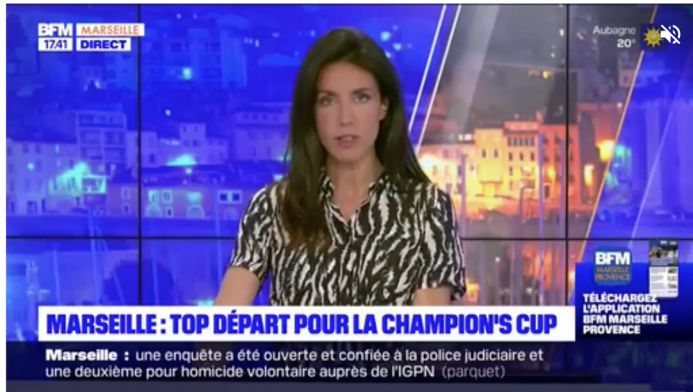 BFM MARSEILLE
17.41 DIRECT
Aubagne
20°
BFM
MARSEILLE
PROVENCE
TÉLÉCHARGEZ
L'APPLICATION
BFM MARSEILLE
PROVENCE
MARSEILLE : TOP DÉPART POUR LA CHAMPION'S CUP
Marseille : une enquête a été ouverte et confiée à la police judiciaire et
une deuxième pour homicide volontaire auprès de l'IGPN (parquet)